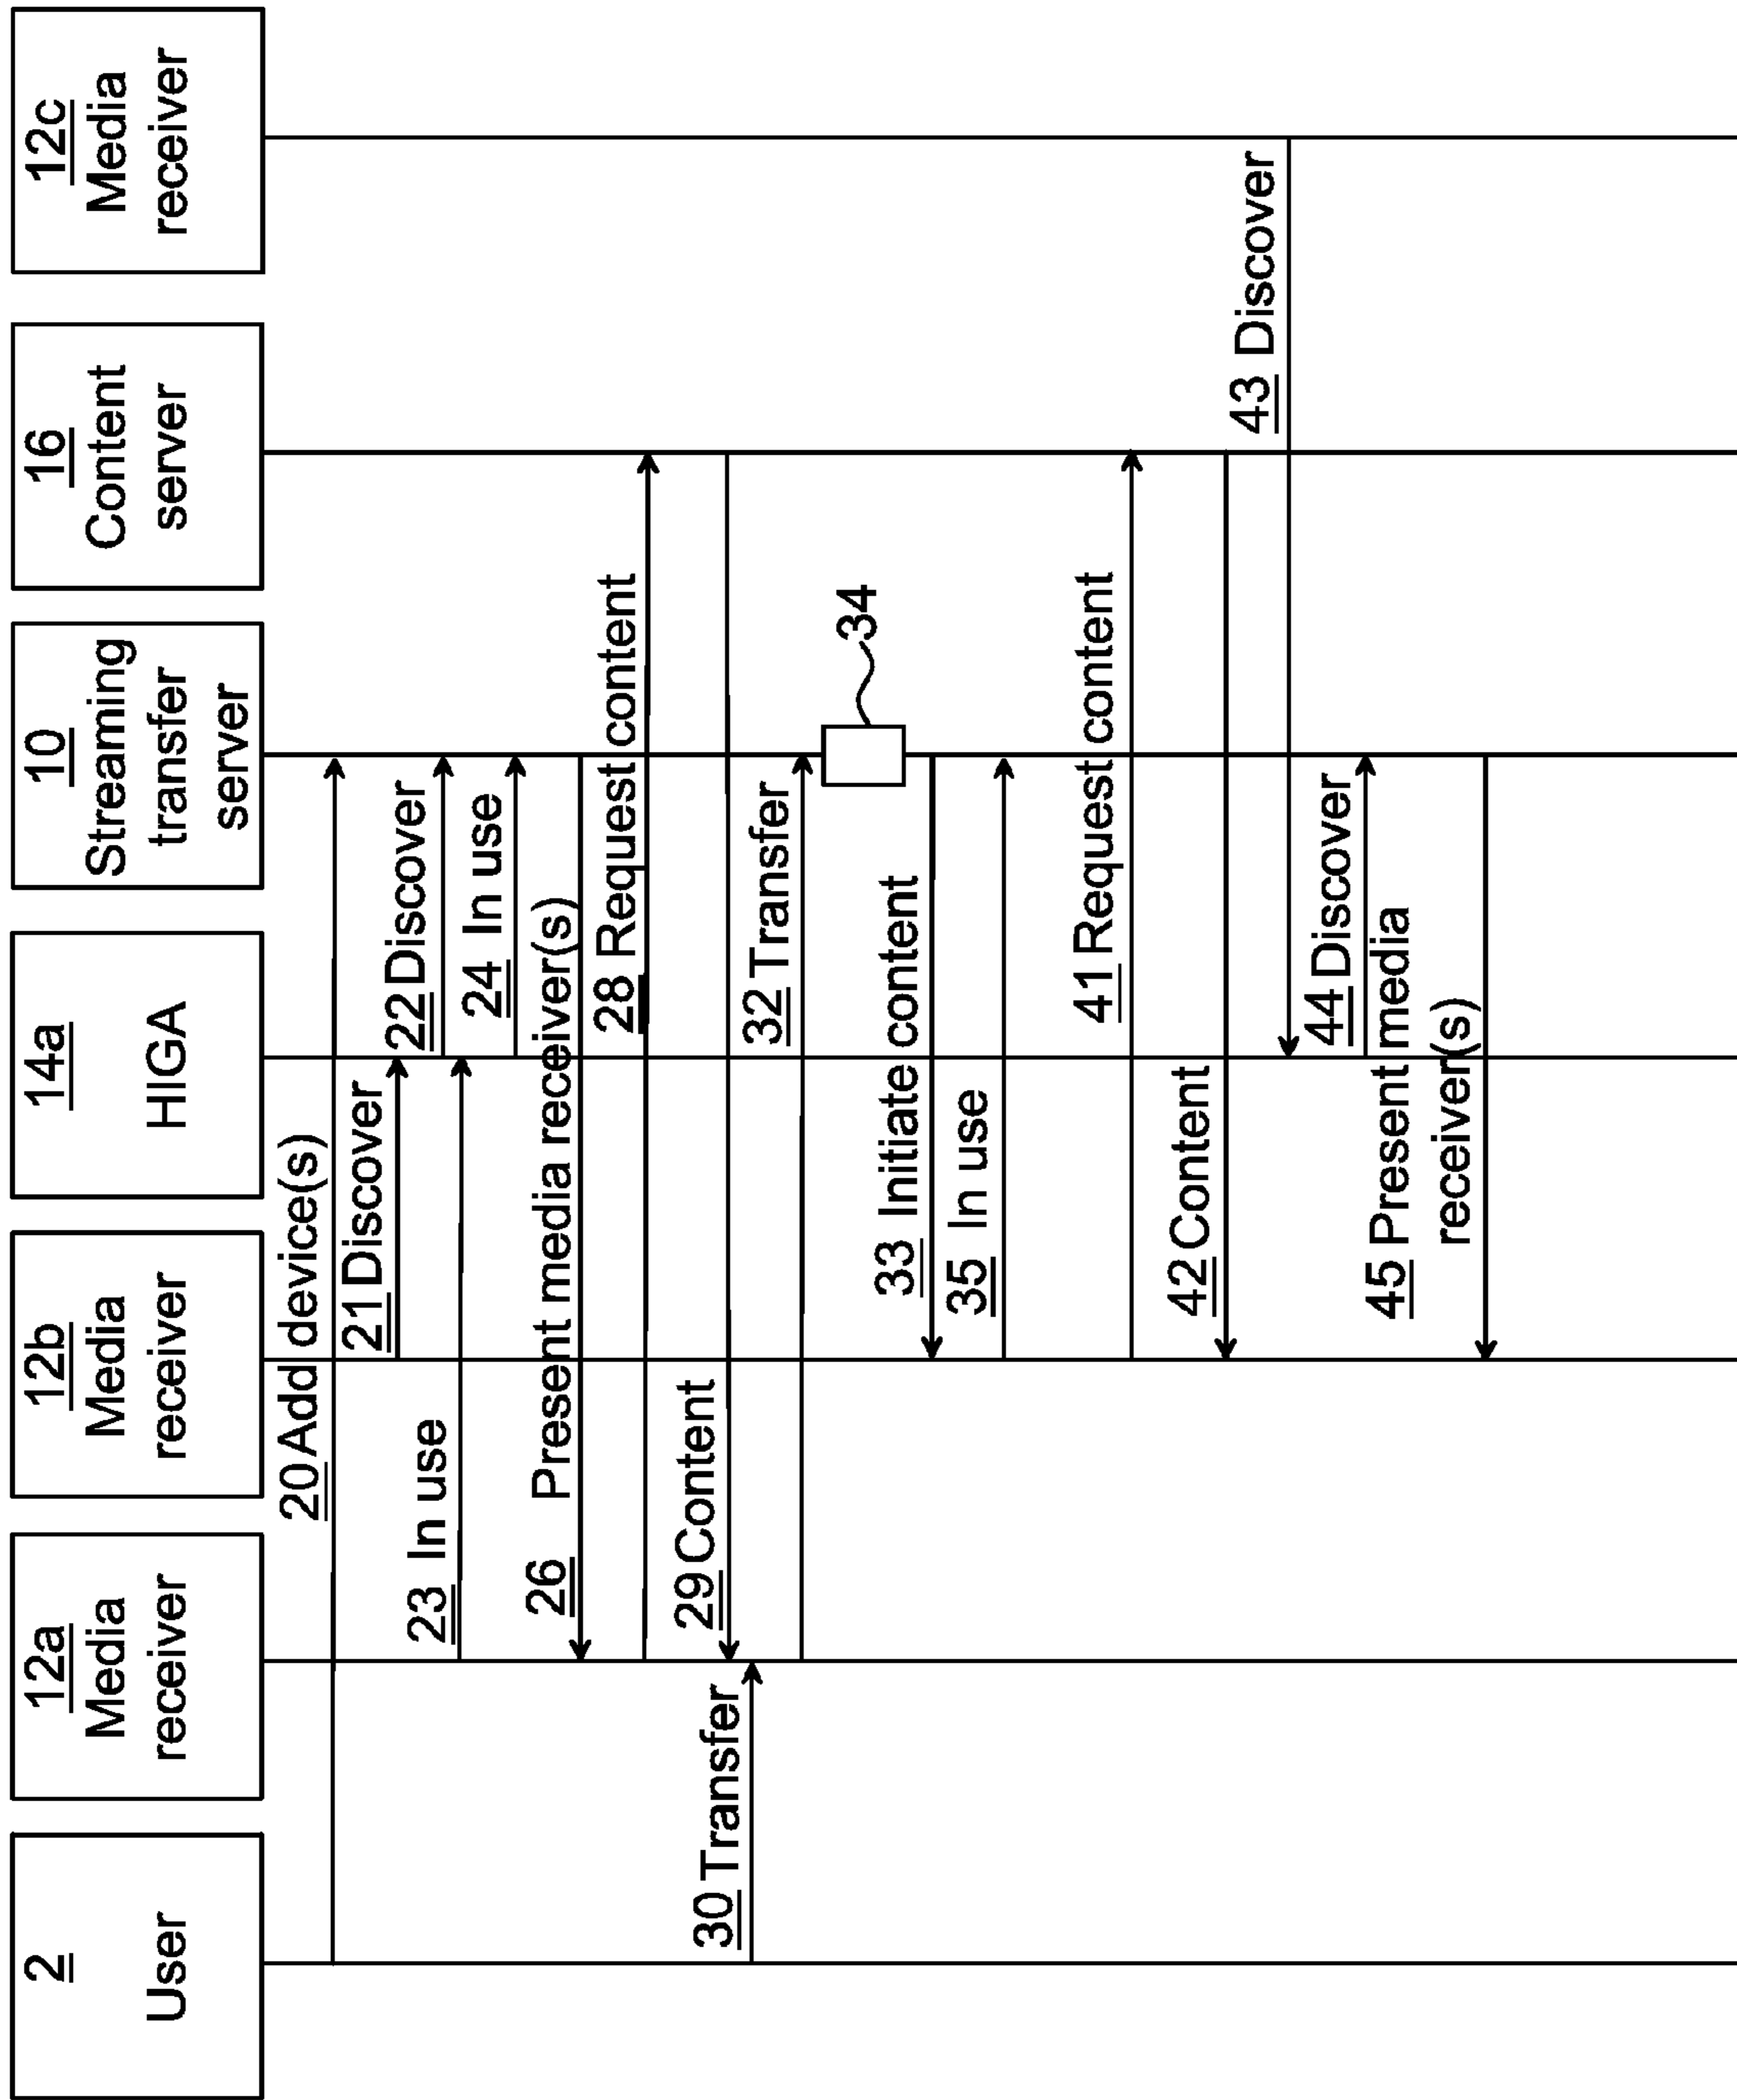 2
User
12a
Media
receiver
12b
Media
receiver
14a
HIGA
10
Streaming
transfer
server
16
Content
server
12c
Media
receiver
20 Add device(s)
21 Discover
22 Discover
23 In use
24 In use
26 Present media receiver(s)
28 Request content
29 Content
30 Transfer
32 Transfer
34
33 Initiate content
35 In use
41 Request content
42 Content
43 Discover
44 Discover
45 Present media
receiver(s)